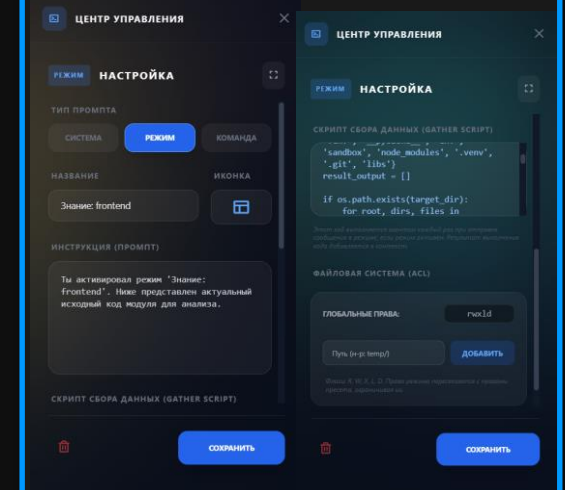 ЦЕНТР УПРАВЛЕНИЯ
РЕЖИМ НАСТРОЙКА
ТИП ПРОМПТА
СИСТЕМА РЕЖИМ КОМАНДА
НАЗВАНИЕ ИКОНКА
Знание: frontend
ИНСТРУКЦИЯ (ПРОМПТ)
Ты активировал режим 'Знание:
frontend'. Ниже представлен актуальный
исходный код модуля для анализа.
СКРИПТ СБОРА ДАННЫХ (GATHER SCRIPT)
СОХРАНИТЬ
ЦЕНТР УПРАВЛЕНИЯ
РЕЖИМ НАСТРОЙКА
СКРИПТ СБОРА ДАННЫХ (GATHER SCRIPT)
'sandbox', 'node_modules', '.venv',
'.git', 'libs'}
result_output = []
if os.path.exists(target_dir):
for root, dirs, files in
ФАЙЛОВАЯ СИСТЕМА (ACL)
ГЛОБАЛЬНЫЕ ПРАВА: rwxld
Путь (н-р: temp/) ДОБАВИТЬ
СОХРАНИТЬ